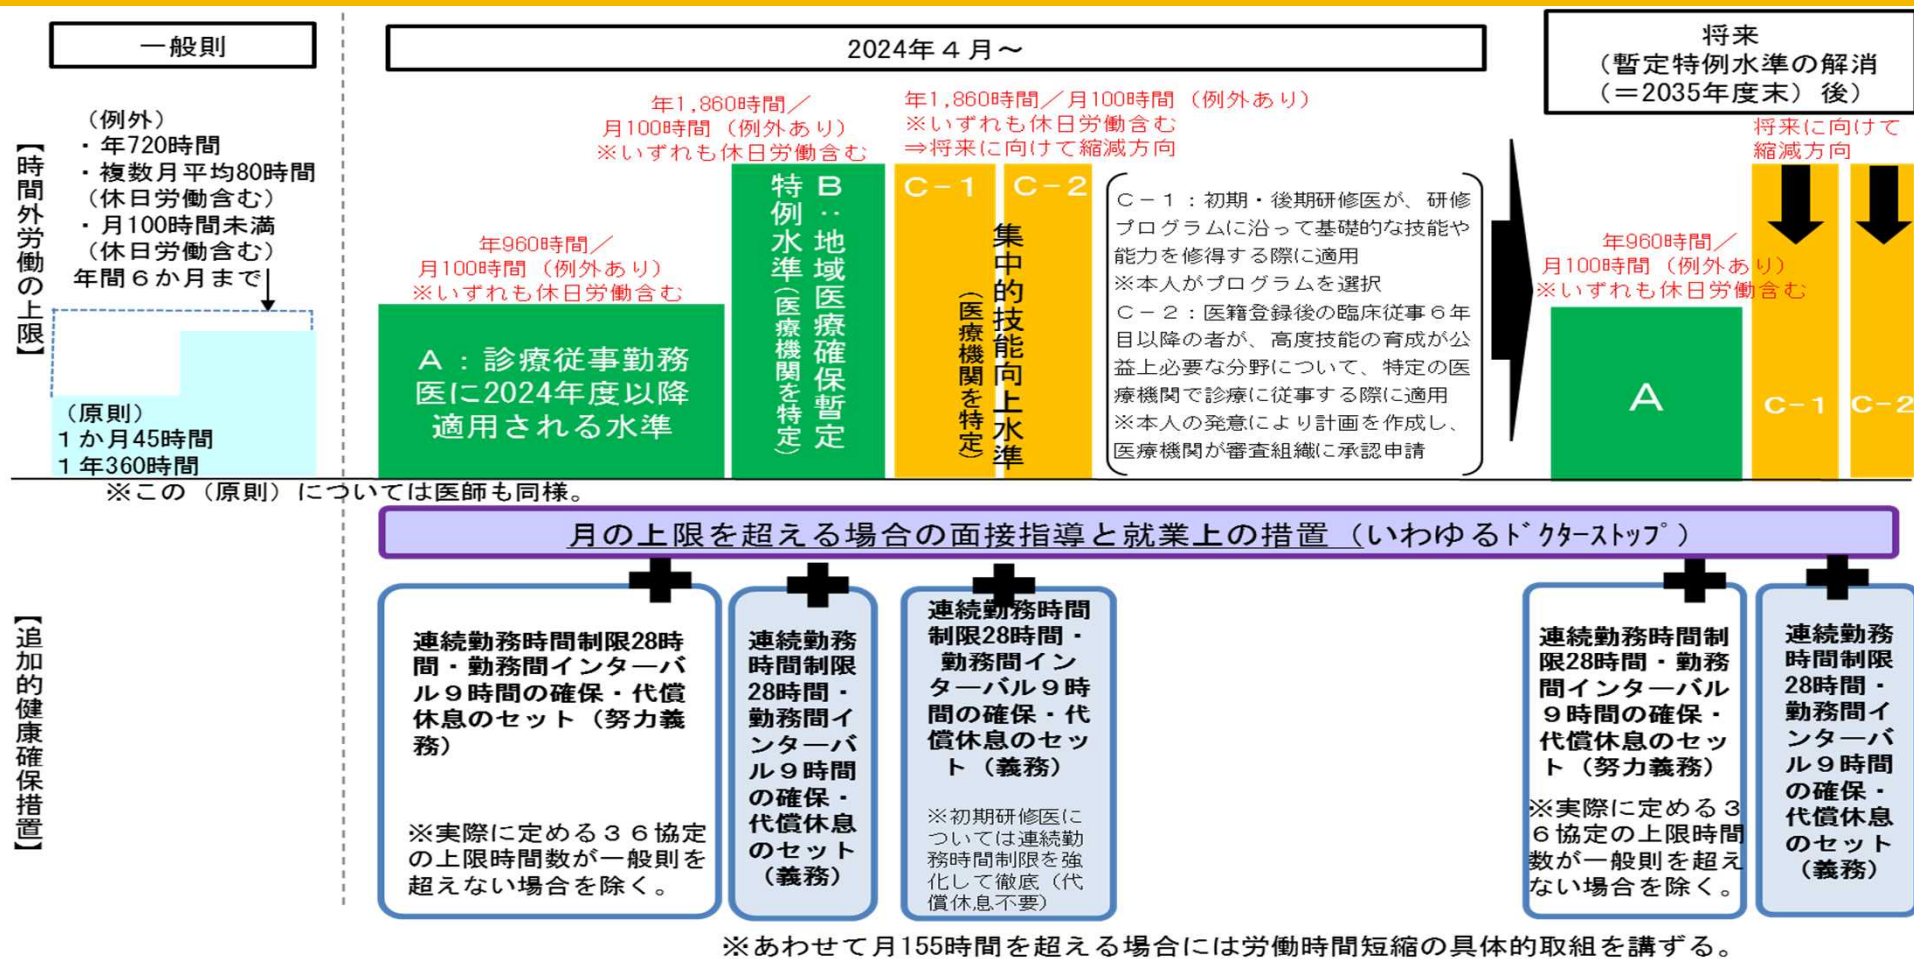 一般則
2024年４月～
将来
（暫定特例水準の解消
（＝2035年度末）後）
【時間外労働の上限】
（例外）
・年720時間
・複数月平均80時間
（休日労働含む）
・月100時間未満
（休日労働含む）
年間６か月まで
（原則）
１か月45時間
１年360時間
※この（原則）については医師も同様。
年960時間／
月100時間（例外あり）
※いずれも休日労働含む
Ａ：診療従事勤務
医に2024年度以降
適用される水準
年1,860時間／
月100時間（例外あり）
※いずれも休日労働含む
Ｂ：地域医療確保暫定
特例水準（医療機関を特定）
年1,860時間／月100時間（例外あり）
※いずれも休日労働含む
⇒将来に向けて縮減方向
Ｃ－１
Ｃ－２
集中的技能向上水準
（医療機関を特定）
Ｃ－１：初期・後期研修医が、研修
プログラムに沿って基礎的な技能や
能力を修得する際に適用
※本人がプログラムを選択
Ｃ－２：医籍登録後の臨床従事６年
目以降の者が、高度技能の育成が公
益上必要な分野について、特定の医
療機関で診療に従事する際に適用
※本人の発意により計画を作成し、
医療機関が審査組織に承認申請
年960時間／
月100時間（例外あり）
※いずれも休日労働含む
Ａ
将来に向けて
縮減方向
Ｃ－１
Ｃ－２
【追加的健康確保措置】
月の上限を超える場合の面接指導と就業上の措置（いわゆるﾄﾞｸﾀｰｽﾄｯﾌﾟ）
連続勤務時間制限28時
間・勤務間インターバ
ル９時間の確保・代償
休息のセット（努力義
務）
※実際に定める３６協定
の上限時間数が一般則を
超えない場合を除く。
連続勤務
時間制限
28時間・
勤務間イ
ンターバ
ル９時間
の確保・
代償休息
のセット
（義務）
連続勤務時間
制限28時間・
勤務間イン
ターバル９時
間の確保・代
償休息のセッ
ト（義務）
※初期研修医に
ついては連続勤
務時間制限を強
化して徹底（代
償休息不要）
連続勤務時間制
限28時間・勤務
間インターバル
９時間の確保・
代償休息のセッ
ト（努力義務）
※実際に定める３
６協定の上限時間
数が一般則を超え
ない場合を除く。
連続勤務
時間制限
28時間・
勤務間イ
ンターバ
ル９時間
の確保・
代償休息
のセット
（義務）
※あわせて月155時間を超える場合には労働時間短縮の具体的取組を講ずる。